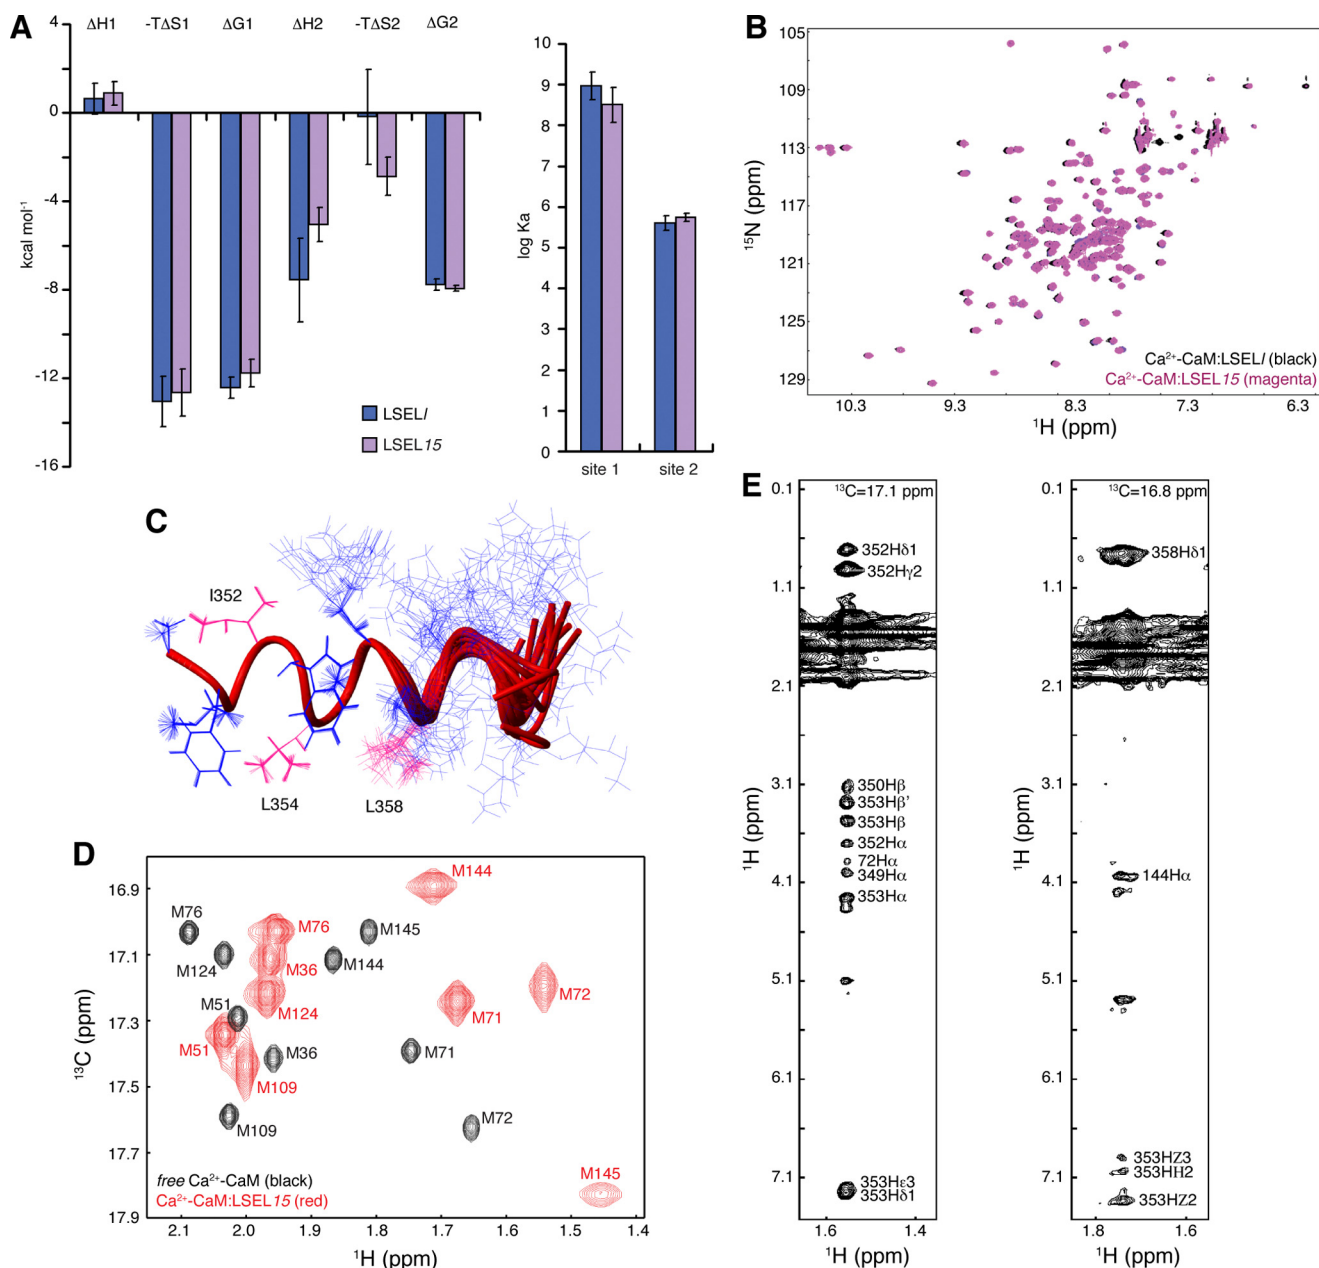 A
ΔH1 -TΔS1 ΔG1 ΔH2 -TΔS2 ΔG2
4
0
-4
-8
-12
-16
kcal mol-1
LSELI
LSEL15
10
9
8
7
6
5
4
3
2
1
0
log Ka
site 1 site 2
B
105
109
113
117
121
125
129
15N (ppm)
Ca2+-CaM:LSELI (black)
Ca2+-CaM:LSEL15 (magenta)
10.3 9.3 8.3 7.3 6.3
1H (ppm)
C
I352
L354
L358
D
16.9
17.1
17.3
17.5
17.7
17.9
13C (ppm)
M144
M76
M76
M145
M124
M36
M144
M51
M124
M72
M71
M51
M36
M71
M109
M109
M72
M145
free Ca2+-CaM (black)
Ca2+-CaM:LSEL15 (red)
2.1 2.0 1.9 1.8 1.7 1.6 1.5 1.4
1H (ppm)
E
0.1
1.1
2.1
3.1
4.1
5.1
6.1
7.1
1H (ppm)
13C=17.1 ppm
352Hδ1
352Hγ2
350Hβ
353Hβ'
353Hβ
352Hα
72Hα
349Hα
353Hα
353Hε3
353Hδ1
1.6 1.4
1H (ppm)
0.1
1.1
2.1
3.1
4.1
5.1
6.1
7.1
1H (ppm)
13C=16.8 ppm
358Hδ1
144Hα
353HZ3
353HH2
353HZ2
1.8 1.6
1H (ppm)